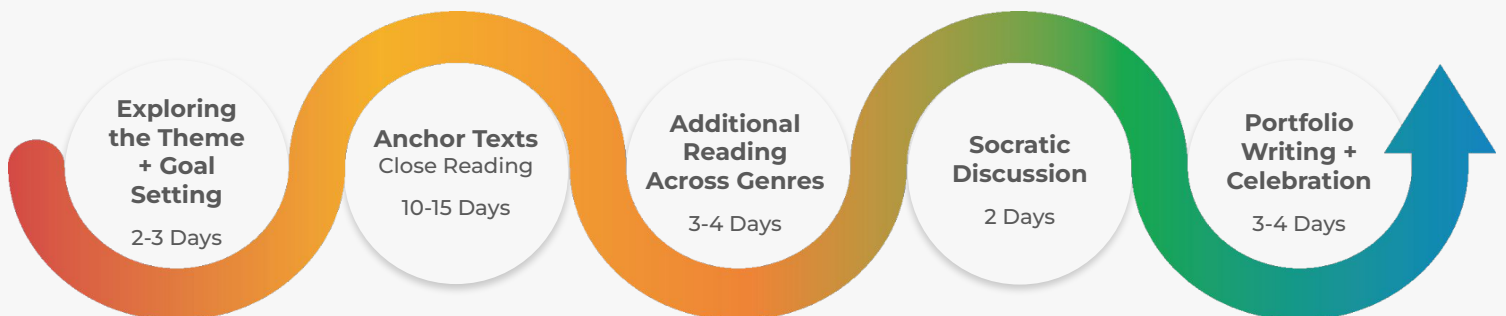 Exploring
the Theme
+ Goal
Setting
2-3 Days
Anchor Texts
Close Reading
10-15 Days
Additional
Reading
Across Genres
3-4 Days
Socratic
Discussion
2 Days
Portfolio
Writing +
Celebration
3-4 Days